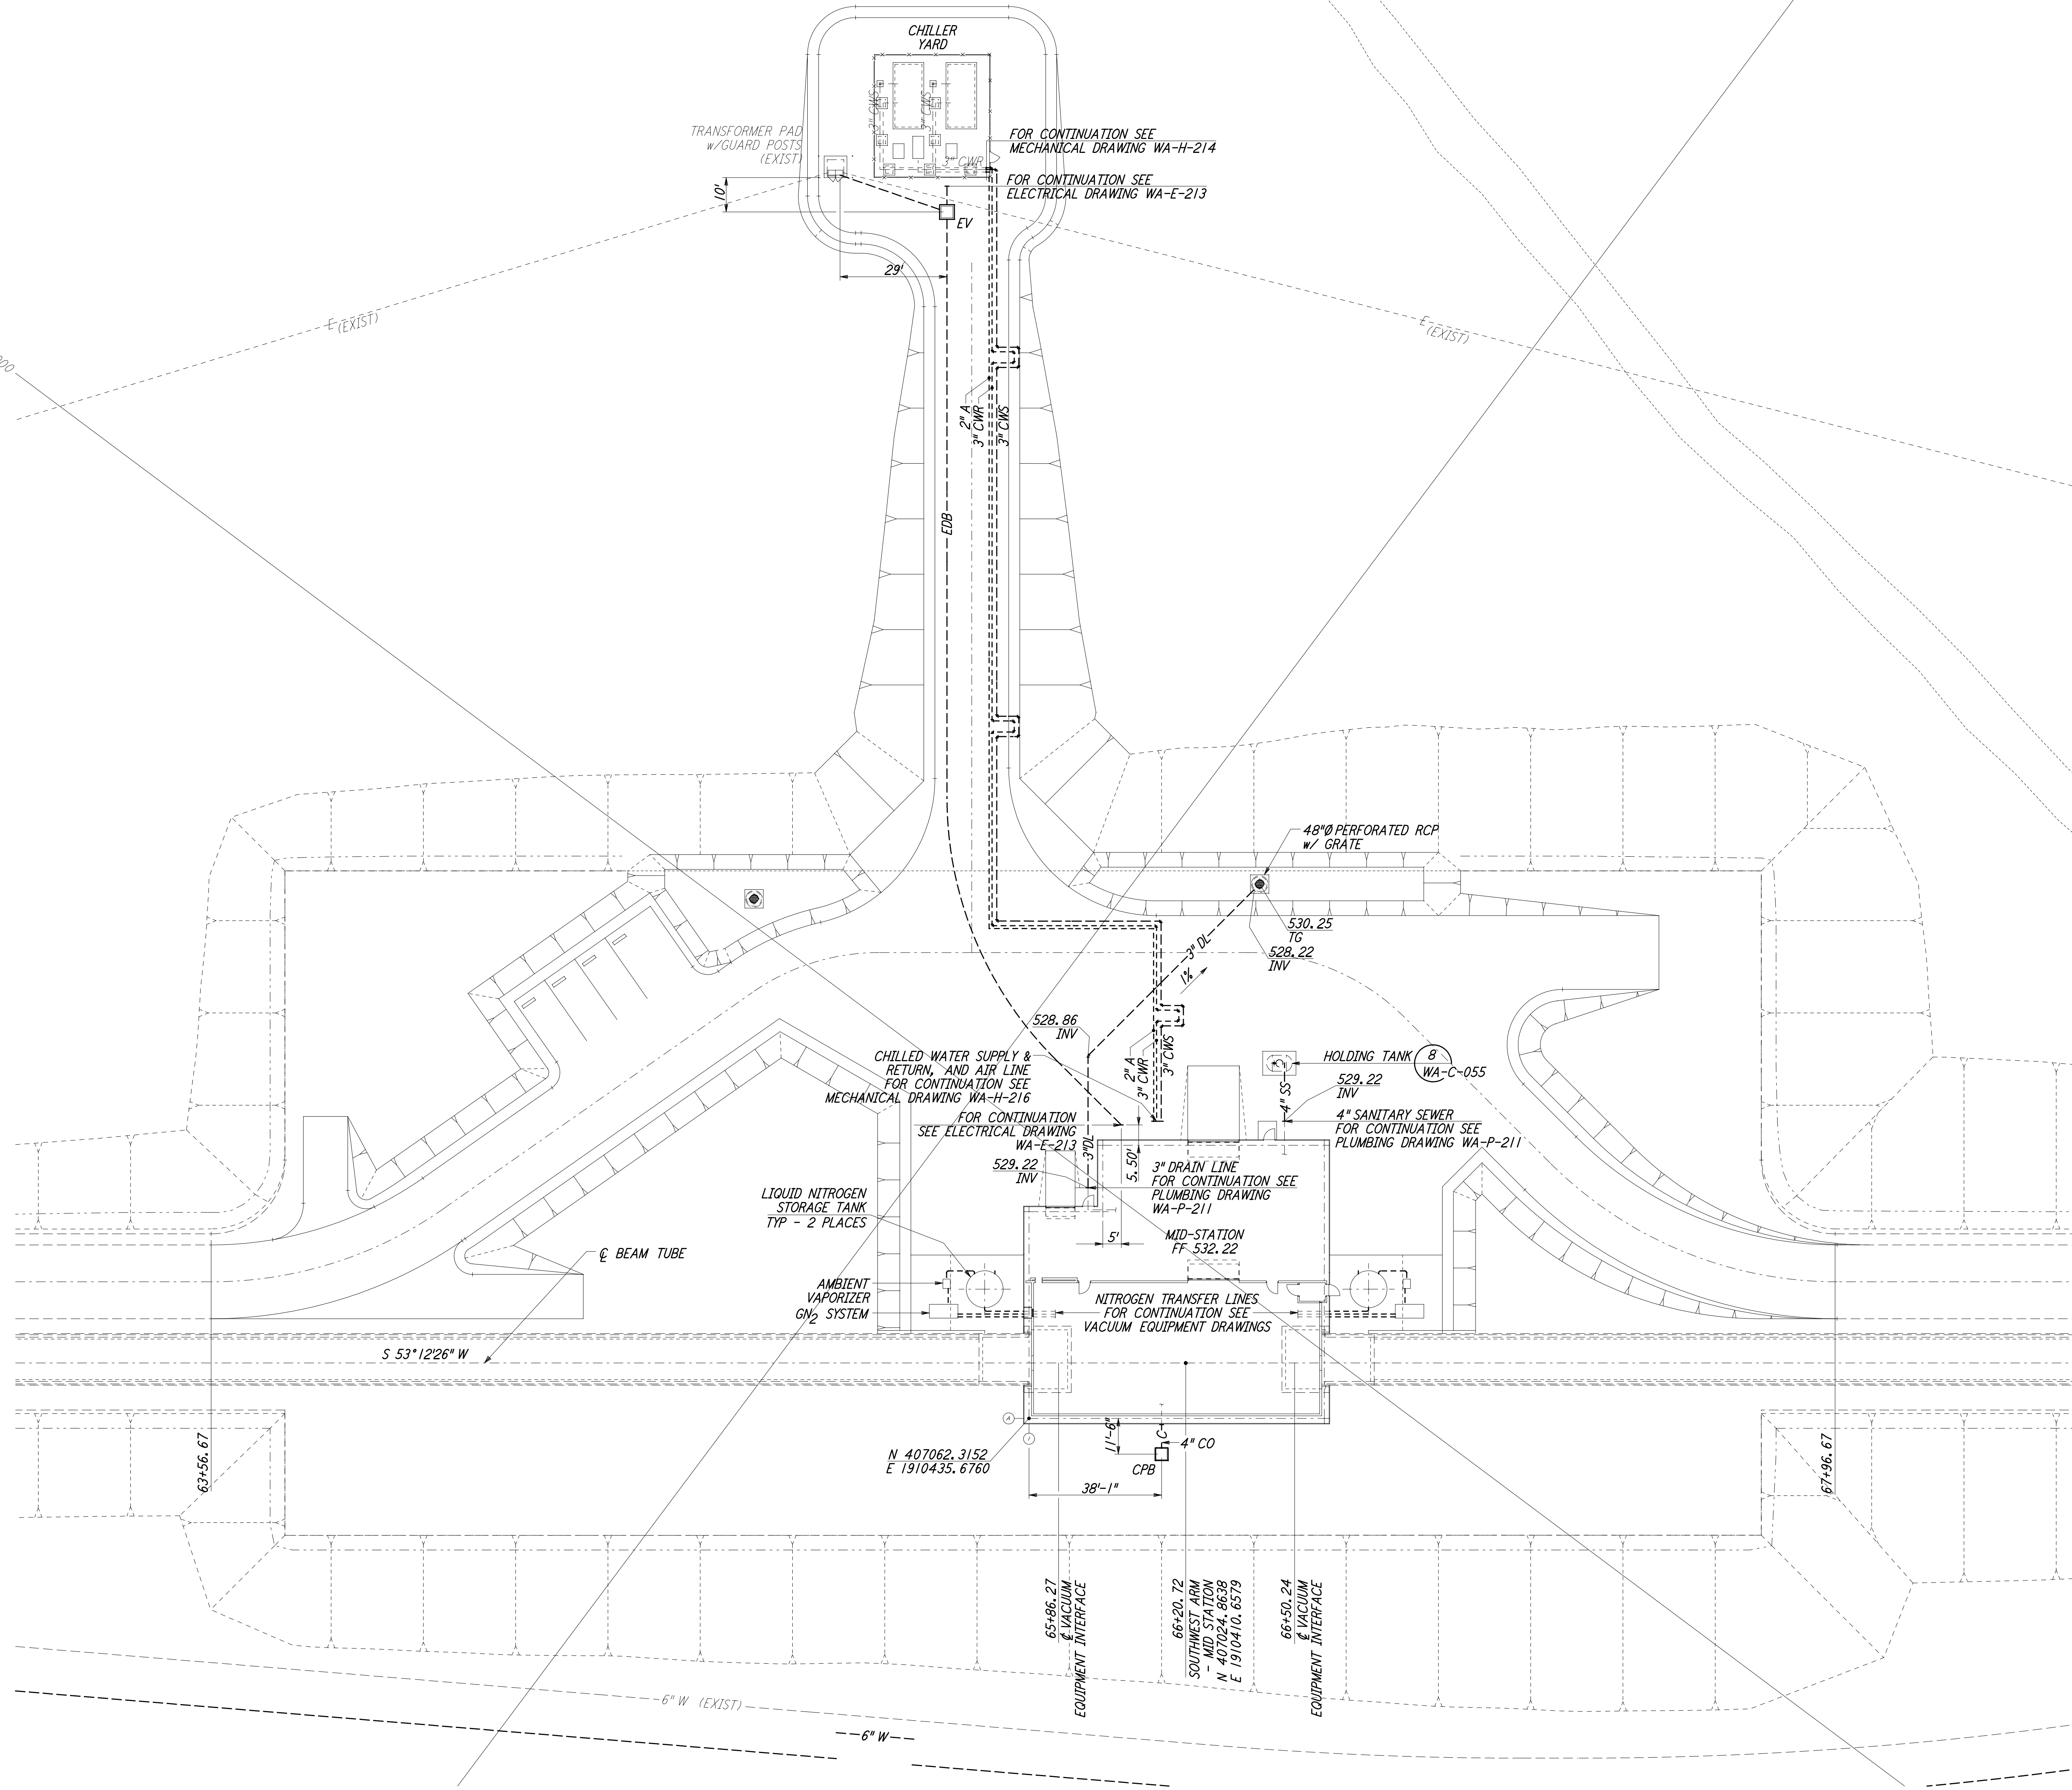 CHILLER
YARD
3" CWS
3" CWS
TRANSFORMER PAD
w/GUARD POSTS
(EXIST)
FOR CONTINUATION SEE
MECHANICAL DRAWING WA-H-214
3" CWR
FOR CONTINUATION SEE
ELECTRICAL DRAWING WA-E-213
10'
EV
29'
E (EXIST)
E (EXIST)
2" A
3" CWR
3" CWS
EDB
48"Ø PERFORATED RCP
w/ GRATE
530.25
TG
528.22
INV
3" DL
1%
528.86
INV
CHILLED WATER SUPPLY &
RETURN, AND AIR LINE
FOR CONTINUATION SEE
MECHANICAL DRAWING WA-H-216
2" A
3" CWR
3" CWS
HOLDING TANK
8
WA-C-055
4" SS
529.22
INV
4" SANITARY SEWER
FOR CONTINUATION SEE
PLUMBING DRAWING WA-P-211
FOR CONTINUATION
SEE ELECTRICAL DRAWING
WA-E-213
3"DL
5.50'
529.22
INV
3" DRAIN LINE
FOR CONTINUATION SEE
PLUMBING DRAWING
WA-P-211
LIQUID NITROGEN
STORAGE TANK
TYP - 2 PLACES
5'
MID-STATION
FF 532.22
℄ BEAM TUBE
AMBIENT
VAPORIZER
GN2 SYSTEM
NITROGEN TRANSFER LINES
FOR CONTINUATION SEE
VACUUM EQUIPMENT DRAWINGS
S 53°12'26" W
A
1
63+56.67
N 407062.3152
E 1910435.6760
11'-6"
C
4" CO
CPB
38'-1"
67+96.67
65+86.27
℄ VACUUM
EQUIPMENT INTERFACE
66+20.72
SOUTHWEST ARM
- MID STATION
N 407024.8638
E 1910410.6579
66+50.24
℄ VACUUM
EQUIPMENT INTERFACE
6" W (EXIST)
6" W